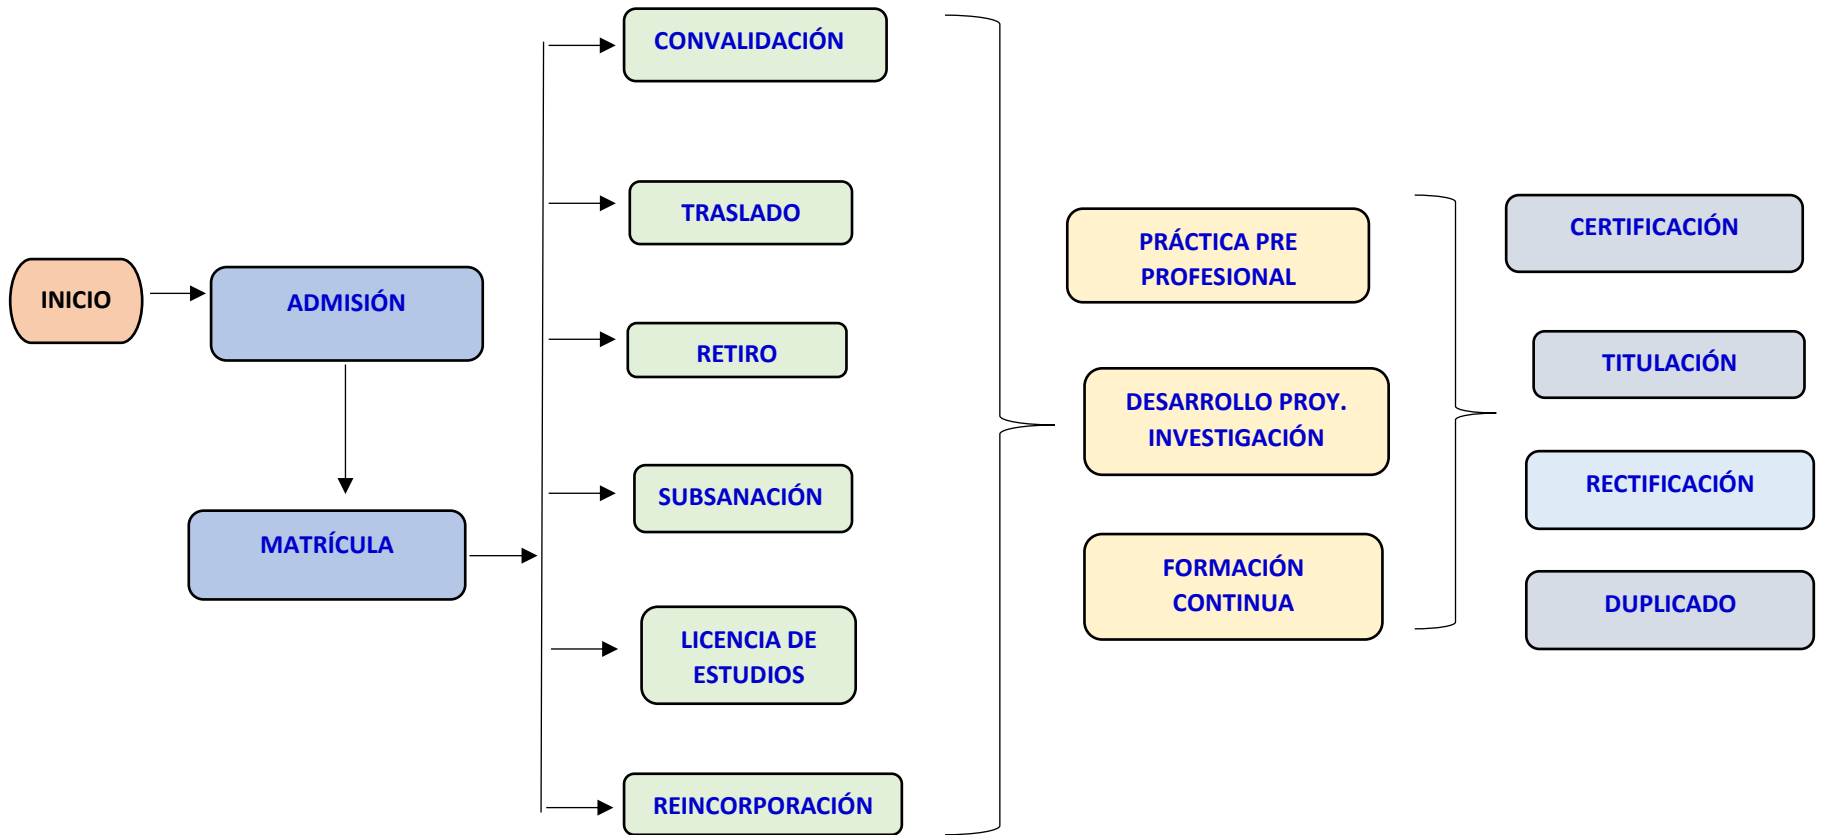 INICIO
ADMISIÓN
MATRÍCULA
CONVALIDACIÓN
TRASLADO
RETIRO
SUBSANACIÓN
LICENCIA DE
ESTUDIOS
REINCORPORACIÓN
PRÁCTICA PRE
PROFESIONAL
DESARROLLO PROY.
INVESTIGACIÓN
FORMACIÓN
CONTINUA
CERTIFICACIÓN
TITULACIÓN
RECTIFICACIÓN
DUPLICADO